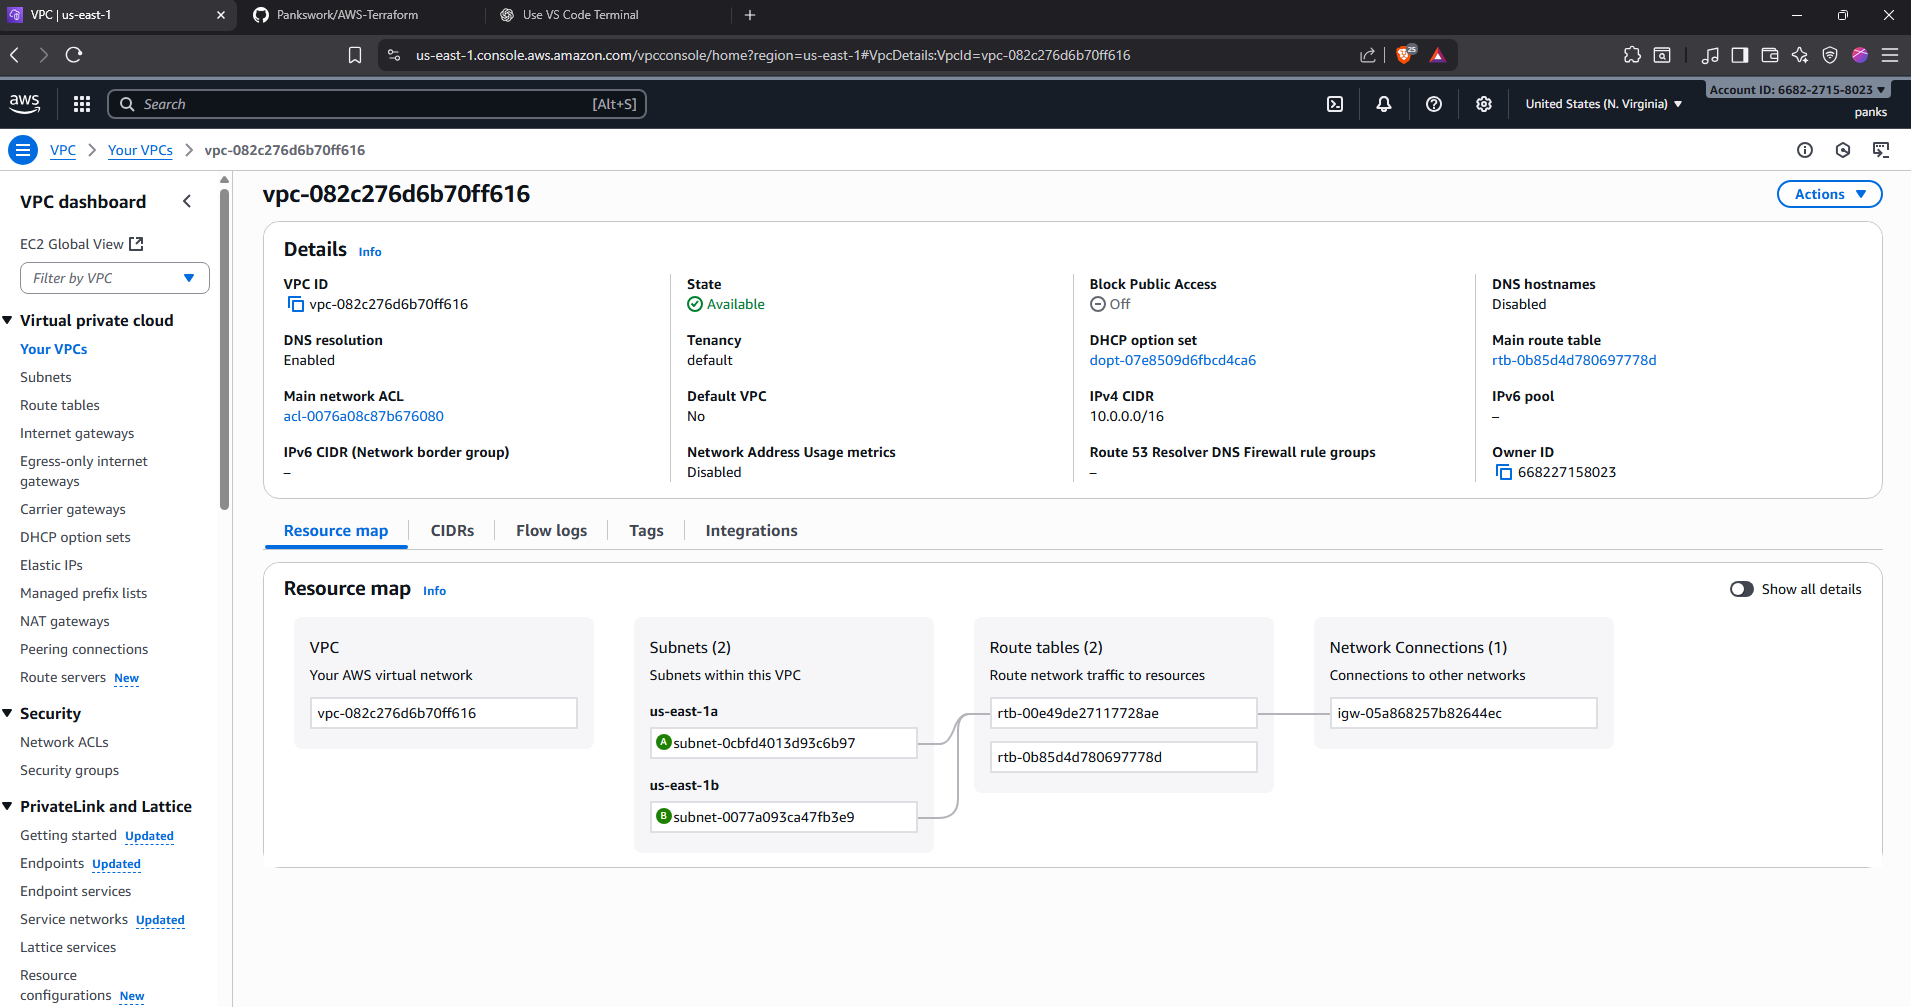 VPC | us-east-1
Pankswork/AWS-Terraform
Use VS Code Terminal
us-east-1.console.aws.amazon.com/vpcconsole/home?region=us-east-1#VpcDetails:VpcId=vpc-082c276d6b70ff616
25
aws
Search
[Alt+S]
United States (N. Virginia)
Account ID: 6682-2715-8023
panks
VPC
Your VPCs
vpc-082c276d6b70ff616
VPC dashboard
EC2 Global View
Filter by VPC
Virtual private cloud
Your VPCs
Subnets
Route tables
Internet gateways
Egress-only internet
gateways
Carrier gateways
DHCP option sets
Elastic IPs
Managed prefix lists
NAT gateways
Peering connections
Route servers New
Security
Network ACLs
Security groups
PrivateLink and Lattice
Getting started Updated
Endpoints Updated
Endpoint services
Service networks Updated
Lattice services
Resource
configurations New
vpc-082c276d6b70ff616
Actions
Details Info
VPC ID
vpc-082c276d6b70ff616
State
Available
Block Public Access
Off
DNS hostnames
Disabled
DNS resolution
Enabled
Tenancy
default
DHCP option set
dopt-07e8509d6fbcd4ca6
Main route table
rtb-0b85d4d780697778d
Main network ACL
acl-0076a08c87b676080
Default VPC
No
IPv4 CIDR
10.0.0.0/16
IPv6 pool
–
IPv6 CIDR (Network border group)
–
Network Address Usage metrics
Disabled
Route 53 Resolver DNS Firewall rule groups
–
Owner ID
668227158023
Resource map
CIDRs
Flow logs
Tags
Integrations
Resource map Info
Show all details
VPC
Your AWS virtual network
vpc-082c276d6b70ff616
Subnets (2)
Subnets within this VPC
us-east-1a
A subnet-0cbfd4013d93c6b97
us-east-1b
B subnet-0077a093ca47fb3e9
Route tables (2)
Route network traffic to resources
rtb-00e49de27117728ae
rtb-0b85d4d780697778d
Network Connections (1)
Connections to other networks
igw-05a868257b82644ec